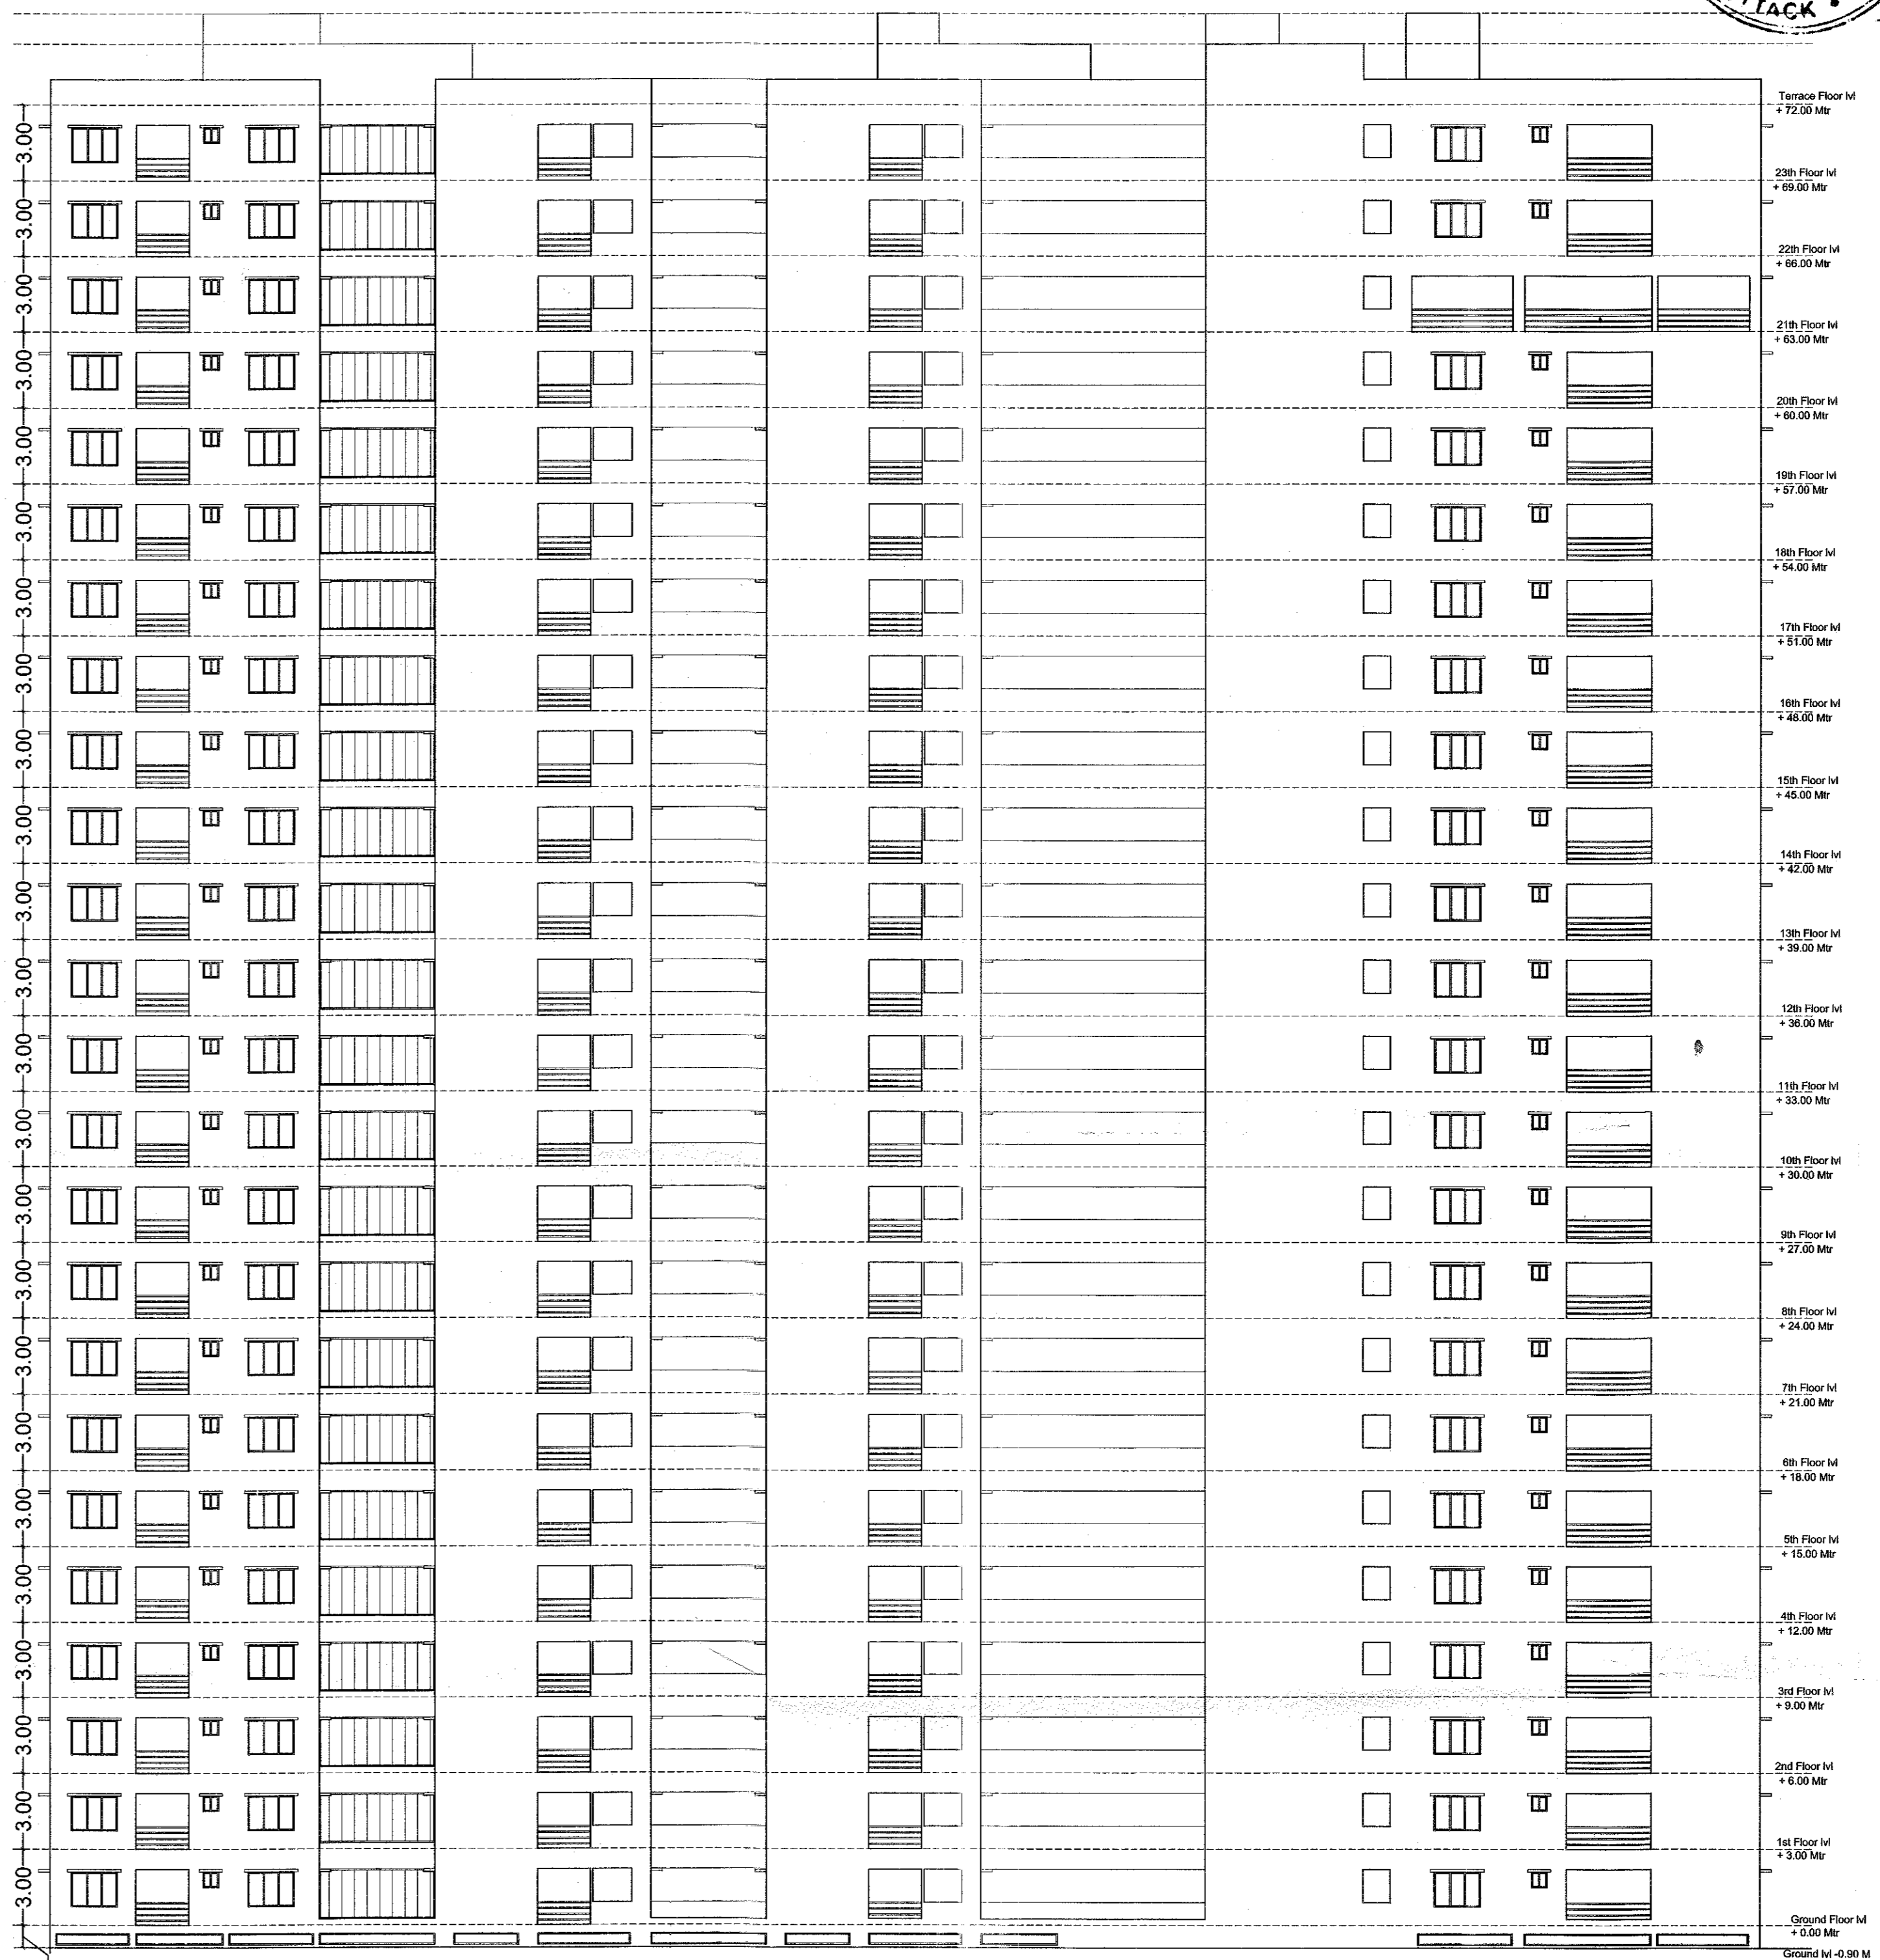 TACK
Terrace Floor lvl
+ 72.00 Mtr
3.00
23th Floor lvl
+ 69.00 Mtr
3.00
22th Floor lvl
+ 66.00 Mtr
3.00
21th Floor lvl
+ 63.00 Mtr
3.00
20th Floor lvl
+ 60.00 Mtr
3.00
19th Floor lvl
+ 57.00 Mtr
3.00
18th Floor lvl
+ 54.00 Mtr
3.00
17th Floor lvl
+ 51.00 Mtr
3.00
16th Floor lvl
+ 48.00 Mtr
3.00
15th Floor lvl
+ 45.00 Mtr
3.00
14th Floor lvl
+ 42.00 Mtr
3.00
13th Floor lvl
+ 39.00 Mtr
3.00
12th Floor lvl
+ 36.00 Mtr
3.00
11th Floor lvl
+ 33.00 Mtr
3.00
10th Floor lvl
+ 30.00 Mtr
3.00
9th Floor lvl
+ 27.00 Mtr
3.00
8th Floor lvl
+ 24.00 Mtr
3.00
7th Floor lvl
+ 21.00 Mtr
3.00
6th Floor lvl
+ 18.00 Mtr
3.00
5th Floor lvl
+ 15.00 Mtr
3.00
4th Floor lvl
+ 12.00 Mtr
3.00
3rd Floor lvl
+ 9.00 Mtr
3.00
2nd Floor lvl
+ 6.00 Mtr
3.00
1st Floor lvl
+ 3.00 Mtr
3.00
Ground Floor lvl
+ 0.00 Mtr
Ground lvl -0.90 M